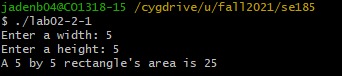 jadenb04@CO1318-15 /cygdrive/u/fall2021/se185
$ ./lab02-2-1
Enter a width: 5
Enter a height: 5
A 5 by 5 rectangle's area is 25